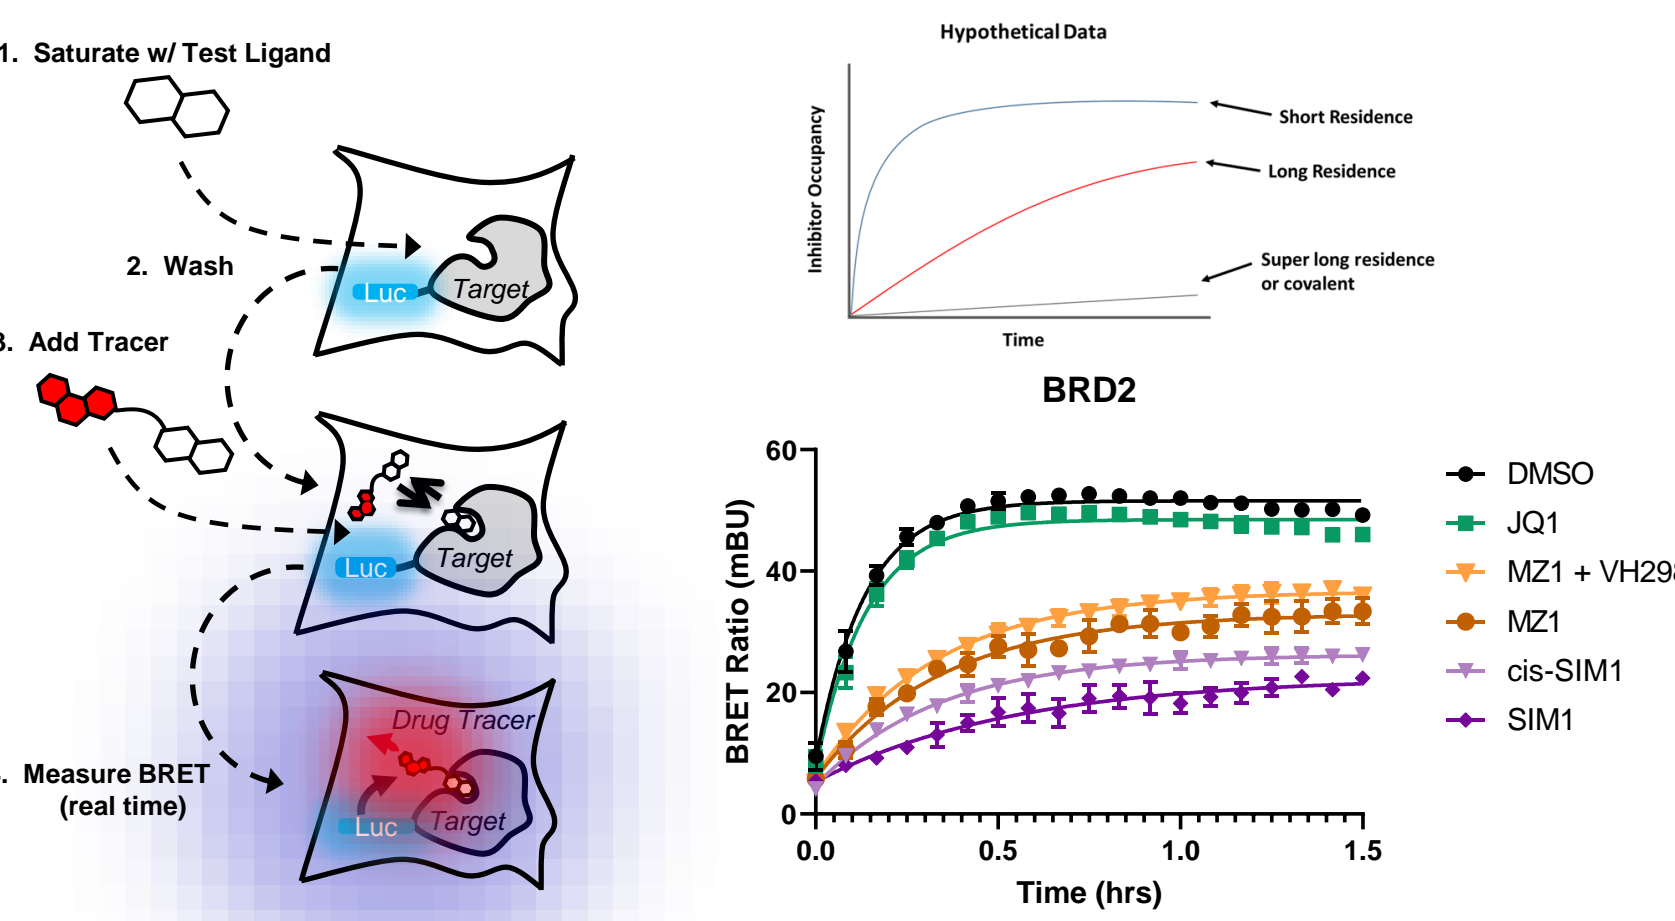 1. Saturate w/ Test Ligand
Luc
Target
2. Wash
3. Add Tracer
Luc
Target
Drug Tracer
Luc
Target
. Measure BRET
(real time)
Hypothetical Data
Inhibitor Occupancy
Short Residence
Long Residence
Super long residence
or covalent
Time
BRD2
BRET Ratio (mBU)
60
40
20
0
0.0 0.5 1.0 1.5
Time (hrs)
DMSO
JQ1
MZ1 + VH298
MZ1
cis-SIM1
SIM1